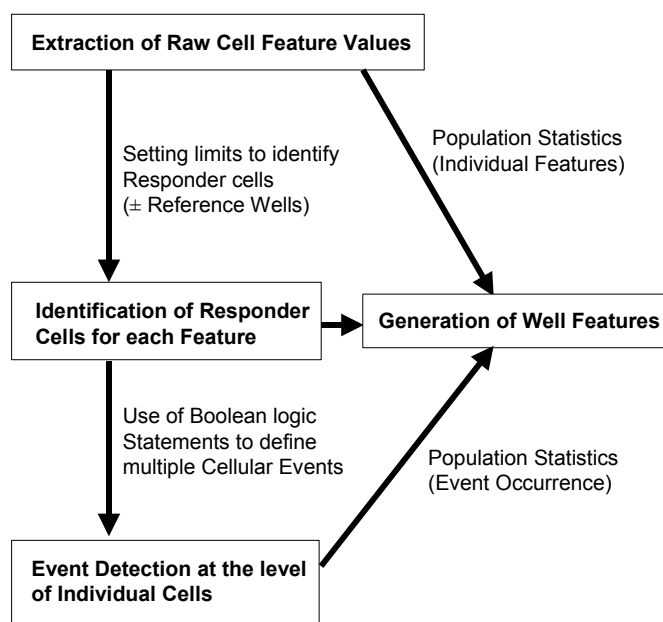 Extraction of Raw Cell Feature Values
Setting limits to identify
Responder cells
(± Reference Wells)
Population Statistics
(Individual Features)
Identification of Responder
Cells for each Feature
Generation of Well Features
Use of Boolean logic
Statements to define
multiple Cellular Events
Population Statistics
(Event Occurrence)
Event Detection at the level
of Individual Cells